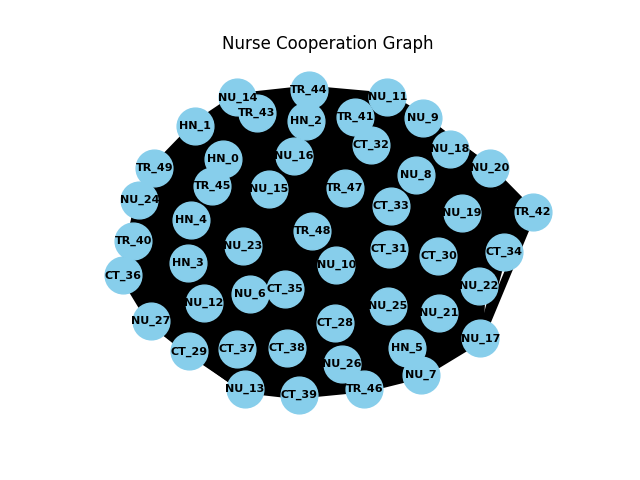 Nurse Cooperation Graph
TR_44
NU_14
NU_11
TR_43
TR_41
NU_9
HN_2
HN_1
CT_32
NU_18
NU_16
HN_0
TR_49
NU_20
NU_8
TR_45
NU_15
TR_47
NU_24
CT_33
TR_42
NU_19
HN_4
TR_48
TR_40
NU_23
CT_31
CT_34
CT_30
HN_3
NU_10
CT_36
NU_22
CT_35
NU_6
NU_12
NU_25
NU_21
NU_27
CT_28
NU_17
CT_29
CT_37
CT_38
HN_5
NU_26
NU_7
NU_13
TR_46
CT_39